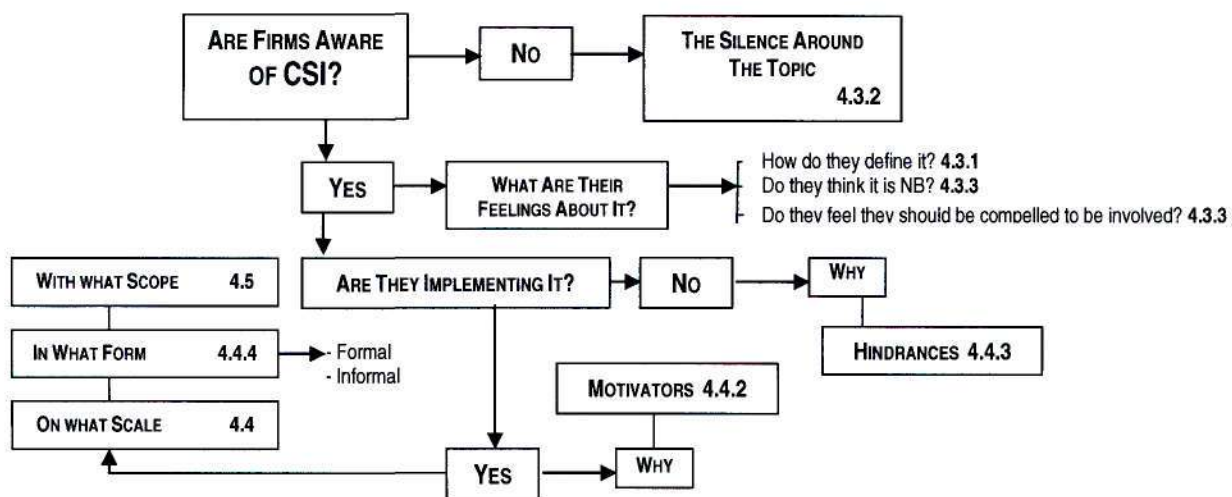 ARE FIRMS AWARE
OF CSI?
NO
THE SILENCE AROUND
THE TOPIC
4.3.2
YES
WHAT ARE THEIR
FEELINGS ABOUT IT?
How do they define it? 4.3.1
Do they think it is NB? 4.3.3
- Do they feel they should be compelled to be involved? 4.3.3
ARE THEY IMPLEMENTING IT?
NO
WHY
HINDRANCES 4.4.3
WITH WHAT SCOPE 4.5
IN WHAT FORM 4.4.4
- Formal
- Informal
ON WHAT SCALE 4.4
MOTIVATORS 4.4.2
YES
WHY